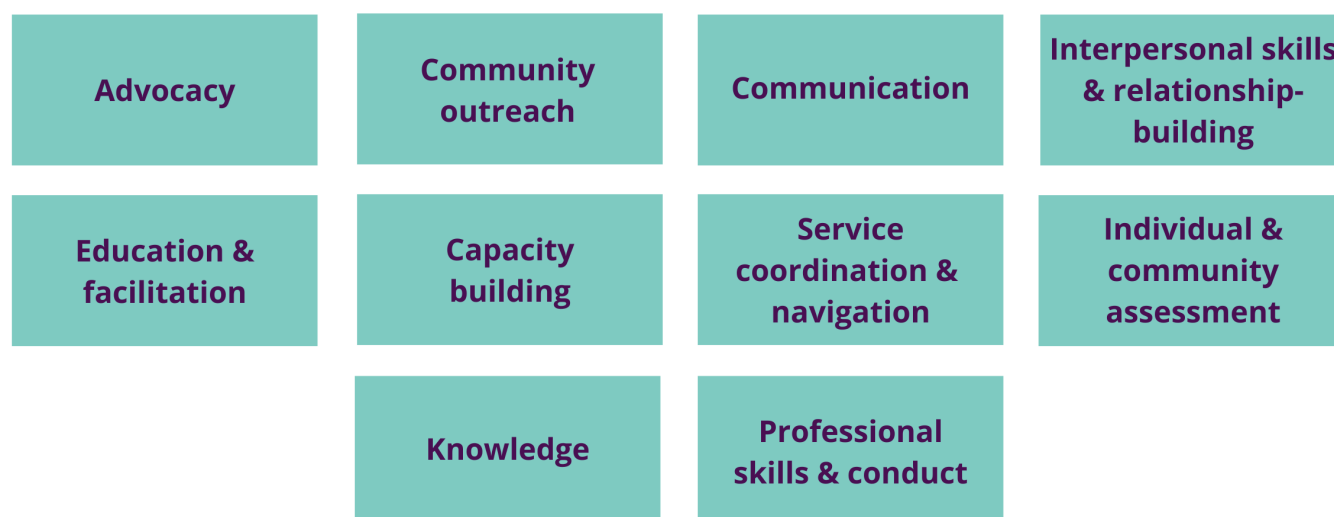 Advocacy
Community
outreach
Communication
Interpersonal skills
& relationship-
building
Education &
facilitation
Capacity
building
Service
coordination &
navigation
Individual &
community
assessment
Knowledge
Professional
skills & conduct